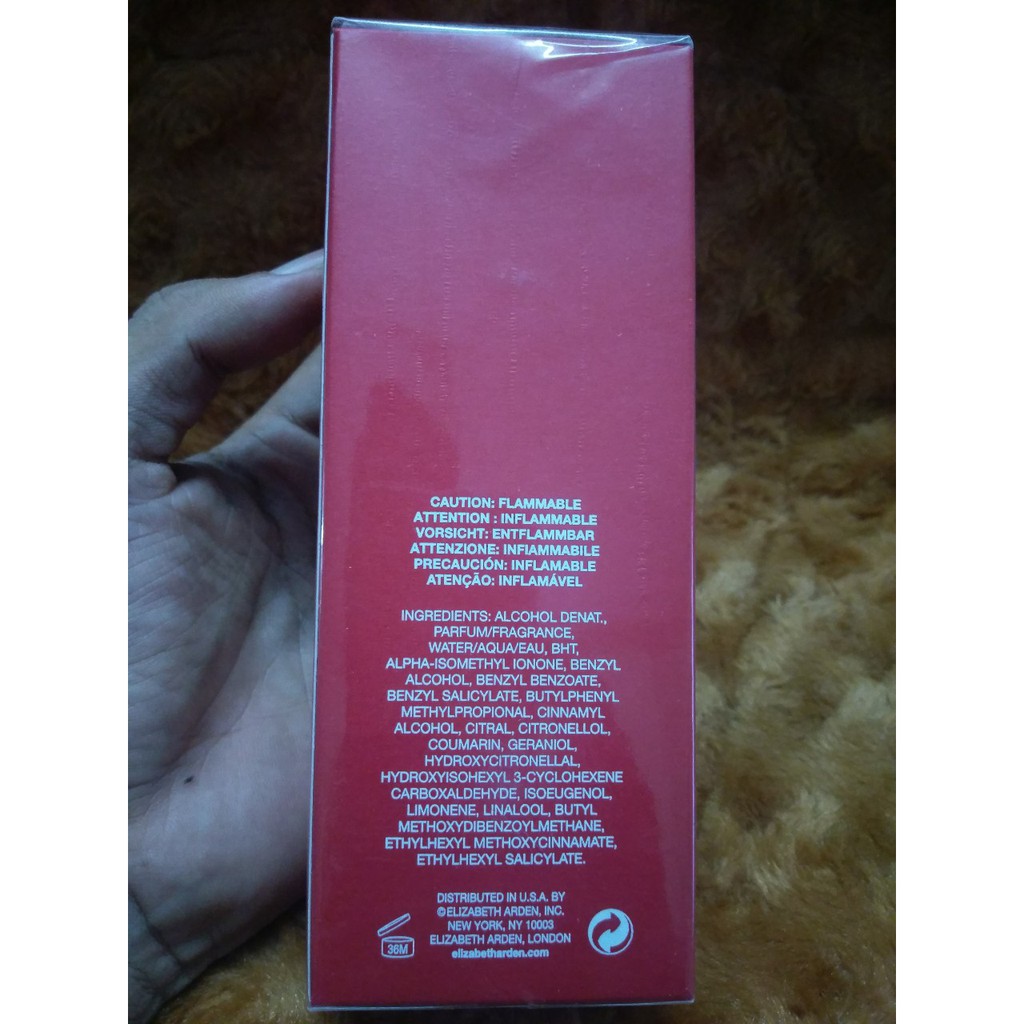 CAUTION: FLAMMABLE
ATTENTION : INFLAMMABLE
VORSICHT: ENTFLAMMBAR
ATTENZIONE: INFIAMMABILE
PRECAUCIÓN: INFLAMABLE
ATENÇÃO: INFLAMÁVEL
INGREDIENTS: ALCOHOL DENAT.,
PARFUM/FRAGRANCE,
WATER/AQUA/EAU, BHT,
ALPHA-ISOMETHYL IONONE, BENZYL
ALCOHOL, BENZYL BENZOATE,
BENZYL SALICYLATE, BUTYLPHENYL
METHYLPROPIONAL, CINNAMYL
ALCOHOL, CITRAL, CITRONELLOL,
COUMARIN, GERANIOL,
HYDROXYCITRONELLAL,
HYDROXYISOHEXYL 3-CYCLOHEXENE
CARBOXALDEHYDE, ISOEUGENOL,
LIMONENE, LINALOOL, BUTYL
METHOXYDIBENZOYLMETHANE,
ETHYLHEXYL METHOXYCINNAMATE,
ETHYLHEXYL SALICYLATE.
DISTRIBUTED IN U.S.A. BY
©ELIZABETH ARDEN, INC.
NEW YORK, NY 10003
ELIZABETH ARDEN, LONDON
elizabetharden.com
36M